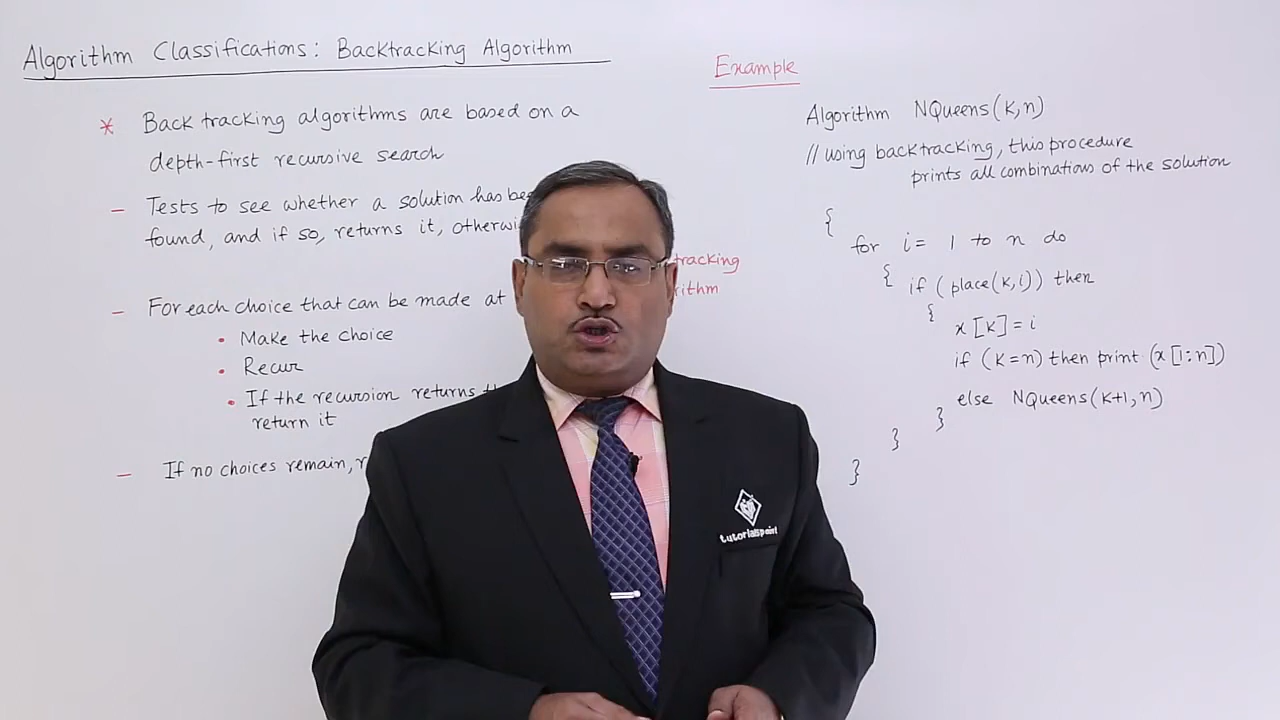 Algorithm Classifications: Backtracking Algorithm
* Back tracking algorithms are based on a
depth-first recursive search
- Tests to see whether a solution has
found, and if so, returns it,
- For each choice that can be made at
• Make the choice
• Recur
• If the recursion returns
return it
- If no choices remain,
Example
Algorithm NQueens(k,n)
// using backtracking, this procedure
prints all combinations of the solution
{
for i= 1 to n do
{ if (place(k,i)) then
{
x[k]=i
if (k=n) then print (x[1:n])
else NQueens(k+1,n)
}
}
}
tutorialspoint